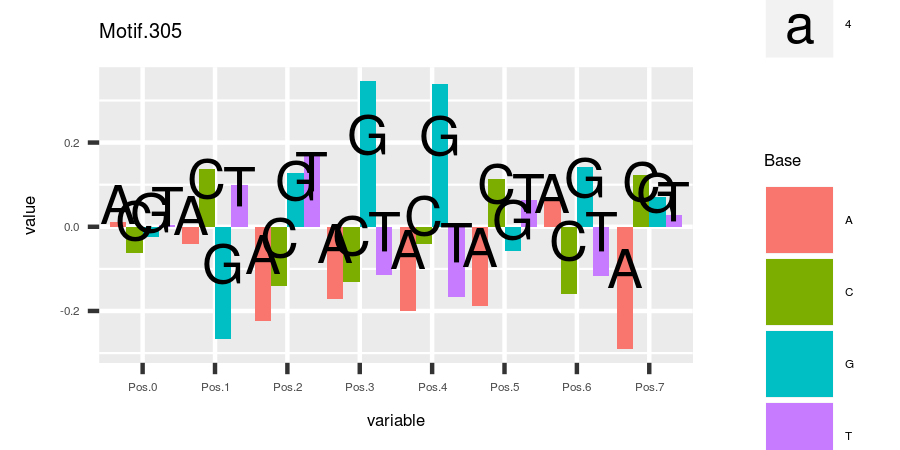 Motif.305
a 4
value
0.2
0.0
-0.2
A C G T A C G T A C G T A C G T A C G T A C G T A C G T A C G T
Pos.0 Pos.1 Pos.2 Pos.3 Pos.4 Pos.5 Pos.6 Pos.7
variable
Base
A
C
G
T